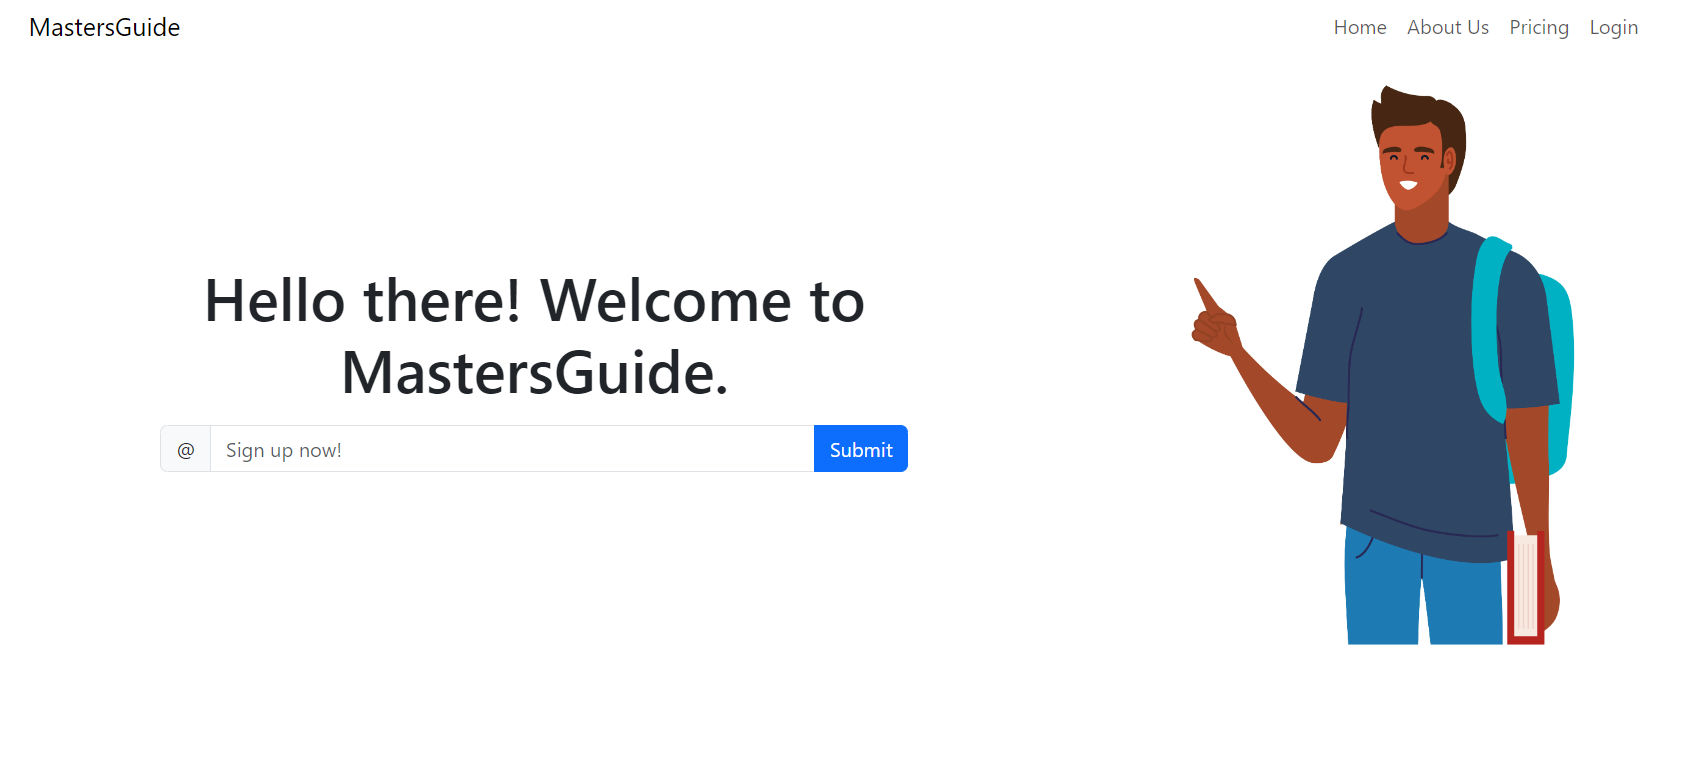 MastersGuide
Home About Us Pricing Login
Hello there! Welcome to
MastersGuide.
@ Sign up now! Submit